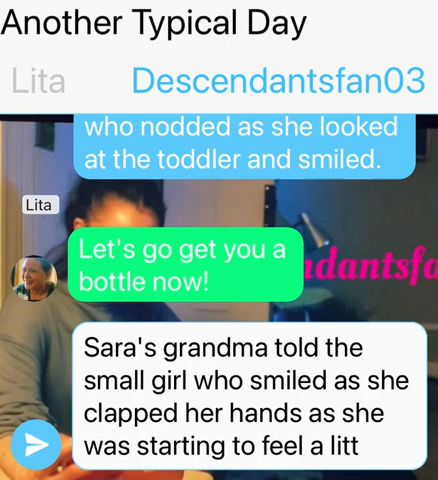 Another Typical Day
Lita Descendantsfan03
who nodded as she looked
at the toddler and smiled.
Lita
Let's go get you a
bottle now!
ndantsfa
Sara's grandma told the
small girl who smiled as she
clapped her hands as she
was starting to feel a litt